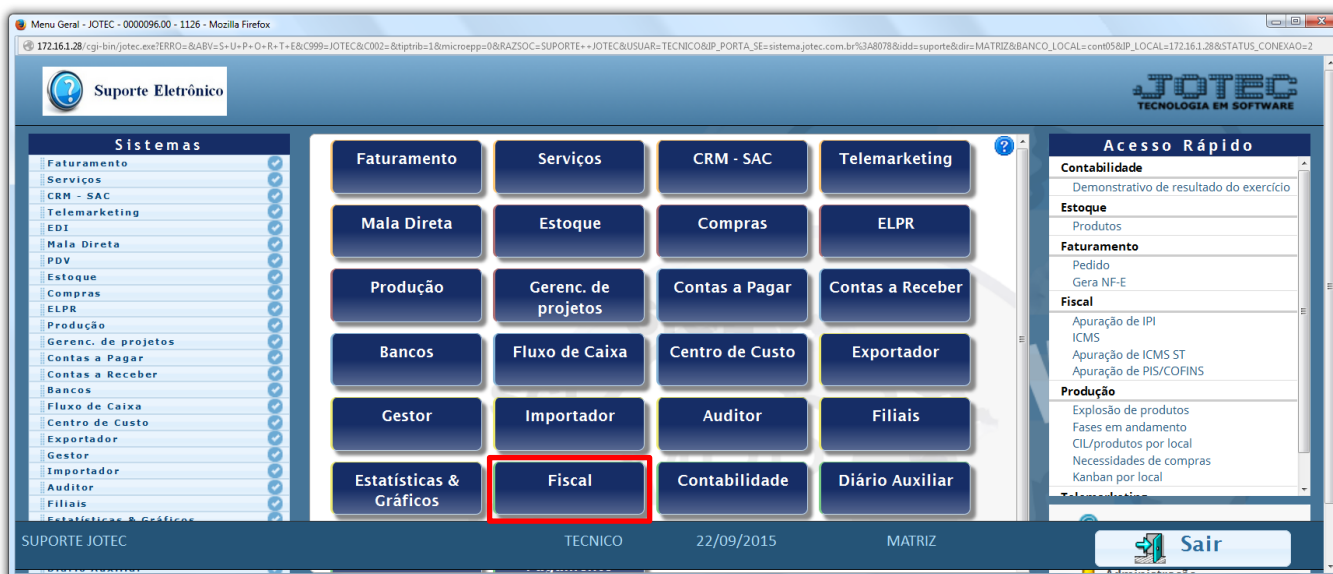 Menu Geral - JOTEC - 0000096.00 - 1126 - Mozilla Firefox
172.16.1.28/cgi-bin/jotec.exe?ERRO=&ABV=S+U+P+O+R+T+E&C999=JOTEC&C002=&tiptrib=1&microepp=0&RAZSOC=SUPORTE++JOTEC&USUAR=TECNICO&IP_PORTA_SE=sistema.jotec.com.br%3A8078&idd=suporte&dir=MATRIZ&BANCO_LOCAL=cont05&IP_LOCAL=172.16.1.28&STATUS_CONEXAO=2
Suporte Eletrônico
JOTEC
TECNOLOGIA EM SOFTWARE
Sistemas
Faturamento
Serviços
CRM - SAC
Telemarketing
EDI
Mala Direta
PDV
Estoque
Compras
ELPR
Produção
Gerenc. de projetos
Contas a Pagar
Contas a Receber
Bancos
Fluxo de Caixa
Centro de Custo
Exportador
Gestor
Importador
Auditor
Filiais
Estatísticas & Gráficos
Faturamento Serviços CRM - SAC Telemarketing
Mala Direta Estoque Compras ELPR
Produção Gerenc. de projetos Contas a Pagar Contas a Receber
Bancos Fluxo de Caixa Centro de Custo Exportador
Gestor Importador Auditor Filiais
Estatísticas & Gráficos Fiscal Contabilidade Diário Auxiliar
Acesso Rápido
Contabilidade
Demonstrativo de resultado do exercício
Estoque
Produtos
Faturamento
Pedido
Gera NF-E
Fiscal
Apuração de IPI
ICMS
Apuração de ICMS ST
Apuração de PIS/COFINS
Produção
Explosão de produtos
Fases em andamento
CIL/produtos por local
Necessidades de compras
Kanban por local
Telemarketing
SUPORTE JOTEC TECNICO 22/09/2015 MATRIZ
Sair
Diário Auxiliar
Administração